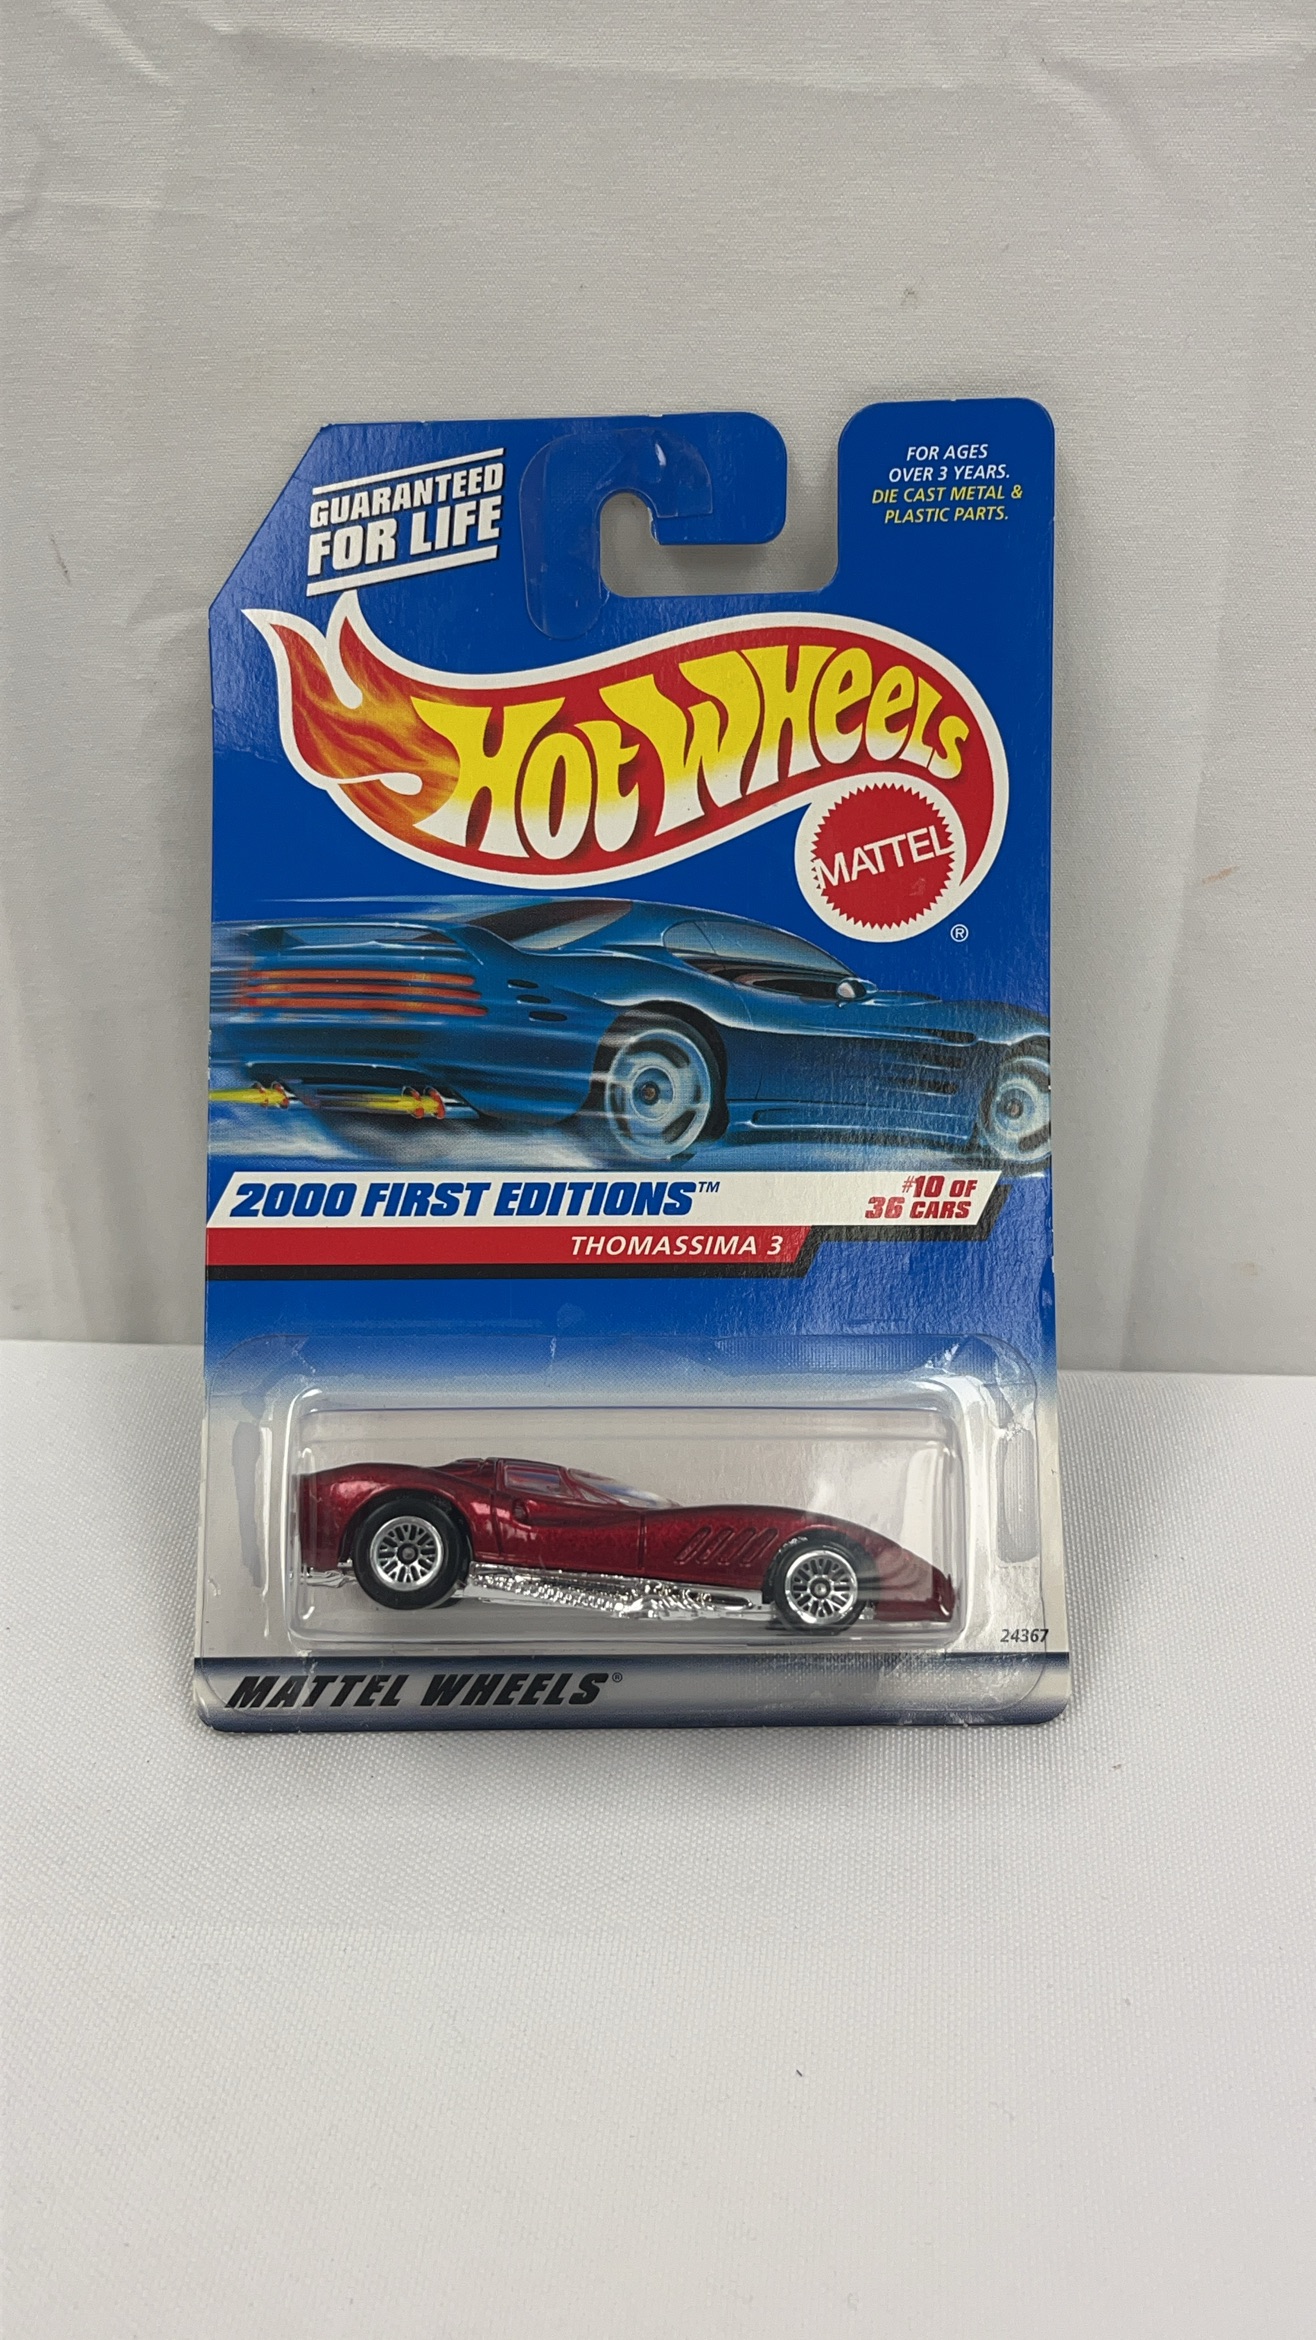 GUARANTEED
FOR LIFE
FOR AGES
OVER 3 YEARS.
DIE CAST METAL &
PLASTIC PARTS.
HOT WHEELS
MATTEL
®
2000 FIRST EDITIONS™
#10 OF
36 CARS
THOMASSIMA 3
24367
MATTEL WHEELS®